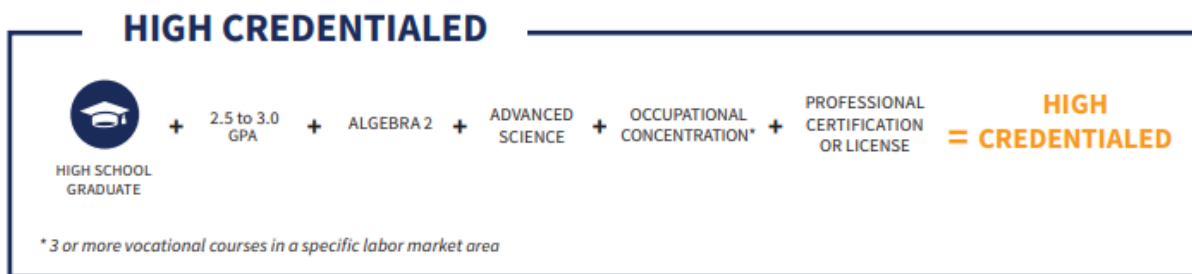 HIGH CREDENTIALED
HIGH SCHOOL
GRADUATE
+
2.5 to 3.0
GPA
+
ALGEBRA 2
+
ADVANCED
SCIENCE
+
OCCUPATIONAL
CONCENTRATION*
+
PROFESSIONAL
CERTIFICATION
OR LICENSE
=
HIGH
CREDENTIALED
* 3 or more vocational courses in a specific labor market area